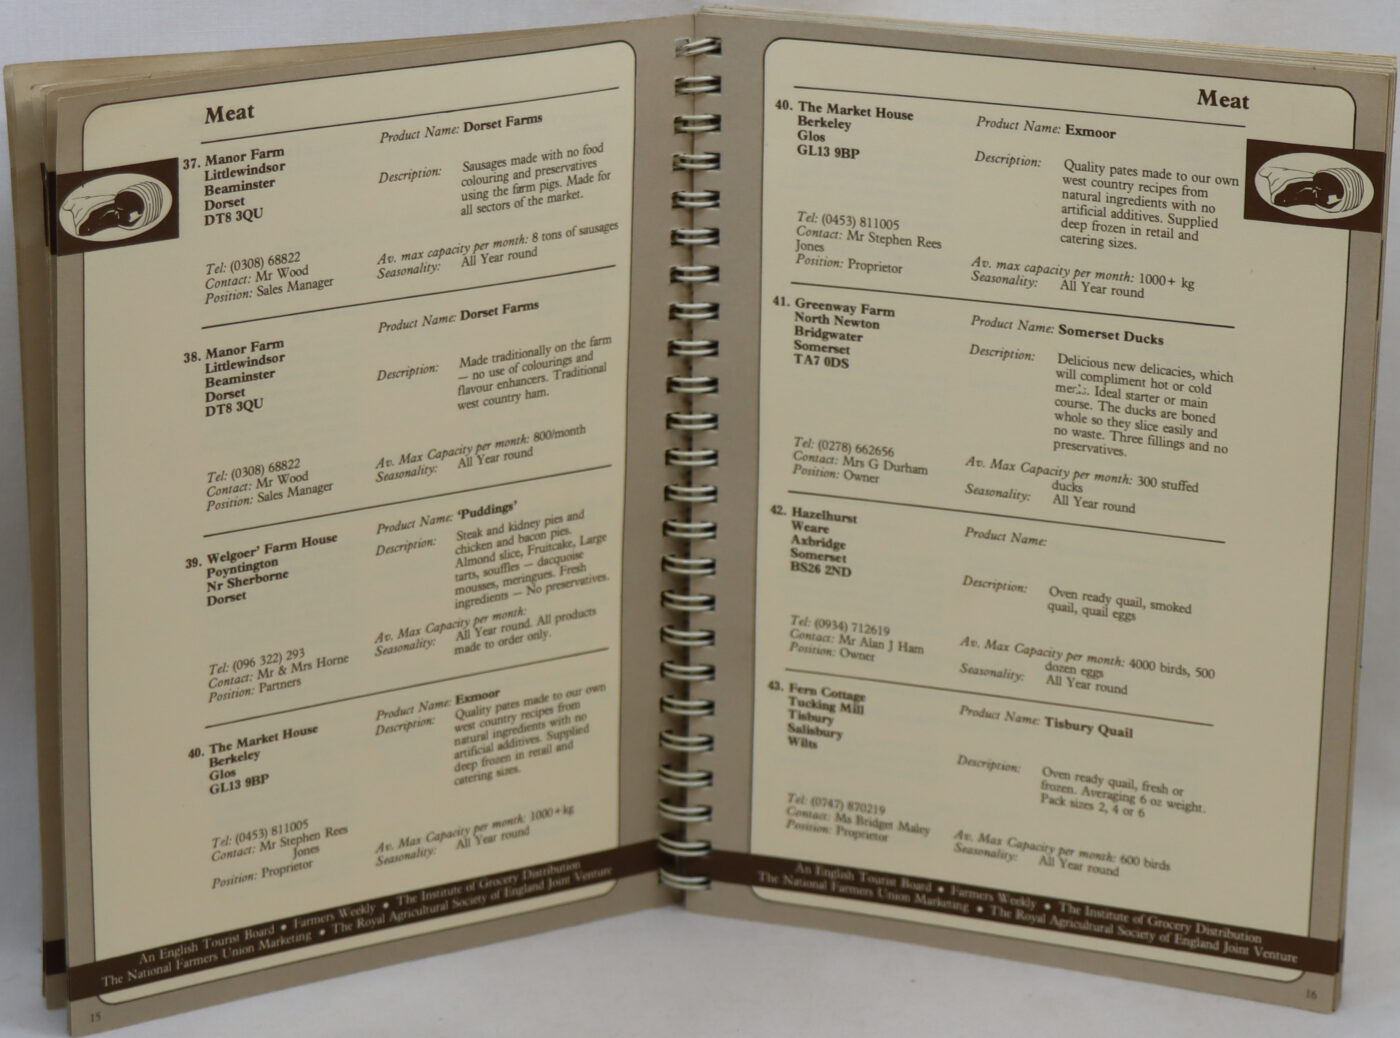 Meat
37. Manor Farm
Littlewindsor
Beaminster
Dorset
DT8 3QU
Tel: (0308) 68822
Contact: Mr Wood
Position: Sales Manager
Product Name: Dorset Farms
Description: Sausages made with no food
colouring and preservatives
using the farm pigs. Made for
all sectors of the market.
Av. max capacity per month: 8 tons of sausages
Seasonality: All Year round
38. Manor Farm
Littlewindsor
Beaminster
Dorset
DT8 3QU
Tel: (0308) 68822
Contact: Mr Wood
Position: Sales Manager
Product Name: Dorset Farms
Description: Made traditionally on the farm
— no use of colourings and
flavour enhancers. Traditional
west country ham.
Av. Max Capacity per month: 800/month
Seasonality: All Year round
39. Welgoer' Farm House
Poyntington
Nr Sherborne
Dorset
Tel: (096 322) 293
Contact: Mr & Mrs Horne
Position: Partners
Product Name: 'Puddings'
Description: Steak and kidney pies and
chicken and bacon pies.
Almond slice, Fruitcake, Large
tarts, souffles — dacquoise
mousses, meringues. Fresh
ingredients — No preservatives.
Av. Max Capacity per month:
Seasonality: All Year round. All products
made to order only.
40. The Market House
Berkeley
Glos
GL13 9BP
Tel: (0453) 811005
Contact: Mr Stephen Rees
Jones
Position: Proprietor
Product Name: Exmoor
Description: Quality pates made to our own
west country recipes from
natural ingredients with no
artificial additives. Supplied
deep frozen in retail and
catering sizes.
Av. Max Capacity per month: 1000+kg
Seasonality: All Year round
An English Tourist Board • Farmers Weekly • The Institute of Grocery Distribution
The National Farmers Union Marketing • The Royal Agricultural Society of England Joint Venture
15
Meat
40. The Market House
Berkeley
Glos
GL13 9BP
Tel: (0453) 811005
Contact: Mr Stephen Rees
Jones
Position: Proprietor
Product Name: Exmoor
Description: Quality pates made to our own
west country recipes from
natural ingredients with no
artificial additives. Supplied
deep frozen in retail and
catering sizes.
Av. max capacity per month: 1000+ kg
Seasonality: All Year round
41. Greenway Farm
North Newton
Bridgwater
Somerset
TA7 0DS
Tel: (0278) 662656
Contact: Mrs G Durham
Position: Owner
Product Name: Somerset Ducks
Description: Delicious new delicacies, which
will compliment hot or cold
Ideal starter or main
course. The ducks are boned
whole so they slice easily and
no waste. Three fillings and no
preservatives.
Av. Max Capacity per month: 300 stuffed
ducks
Seasonality: All Year round
42. Hazelhurst
Weare
Axbridge
Somerset
BS26 2ND
Tel: (0934) 712619
Contact: Mr Alan J Ham
Position: Owner
Product Name:
Description: Oven ready quail, smoked
quail, quail eggs
Av. Max Capacity per month: 4000 birds, 500
dozen eggs
Seasonality: All Year round
43. Fern Cottage
Tucking Mill
Tisbury
Salisbury
Wilts
Tel: (0747) 870219
Contact: Ms Bridget Maley
Position: Proprietor
Product Name: Tisbury Quail
Description: Oven ready quail, fresh or
frozen. Averaging 6 oz weight.
Pack sizes 2, 4 or 6
Av. Max Capacity per month: 600 birds
Seasonality: All Year round
An English Tourist Board • Farmers Weekly • The Institute of Grocery Distribution
The National Farmers Union Marketing • The Royal Agricultural Society of England Joint Venture
16